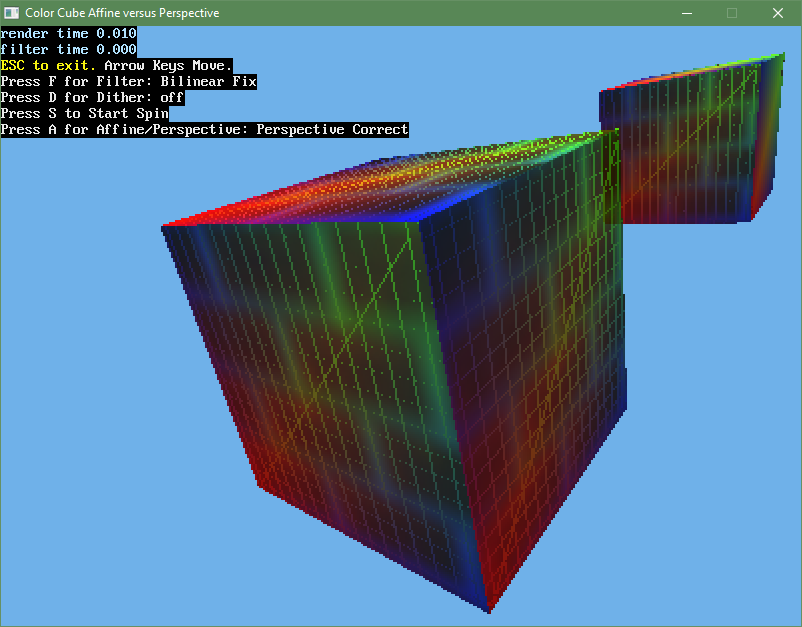 Color Cube Affine versus Perspective
render time 0.010
filter time 0.000
ESC to exit. Arrow Keys Move.
Press F for Filter: Bilinear Fix
Press D for Dither: off
Press S to Start Spin
Press A for Affine/Perspective: Perspective Correct